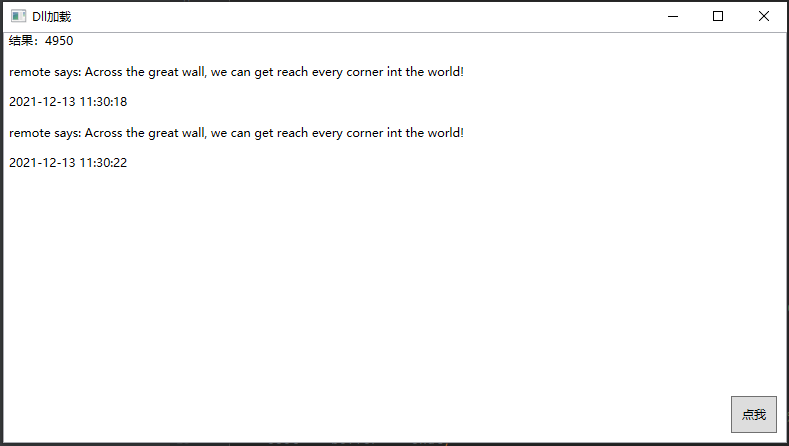 Dll加载
结果：4950
remote says: Across the great wall, we can get reach every corner int the world!
2021-12-13 11:30:18
remote says: Across the great wall, we can get reach every corner int the world!
2021-12-13 11:30:22
点我